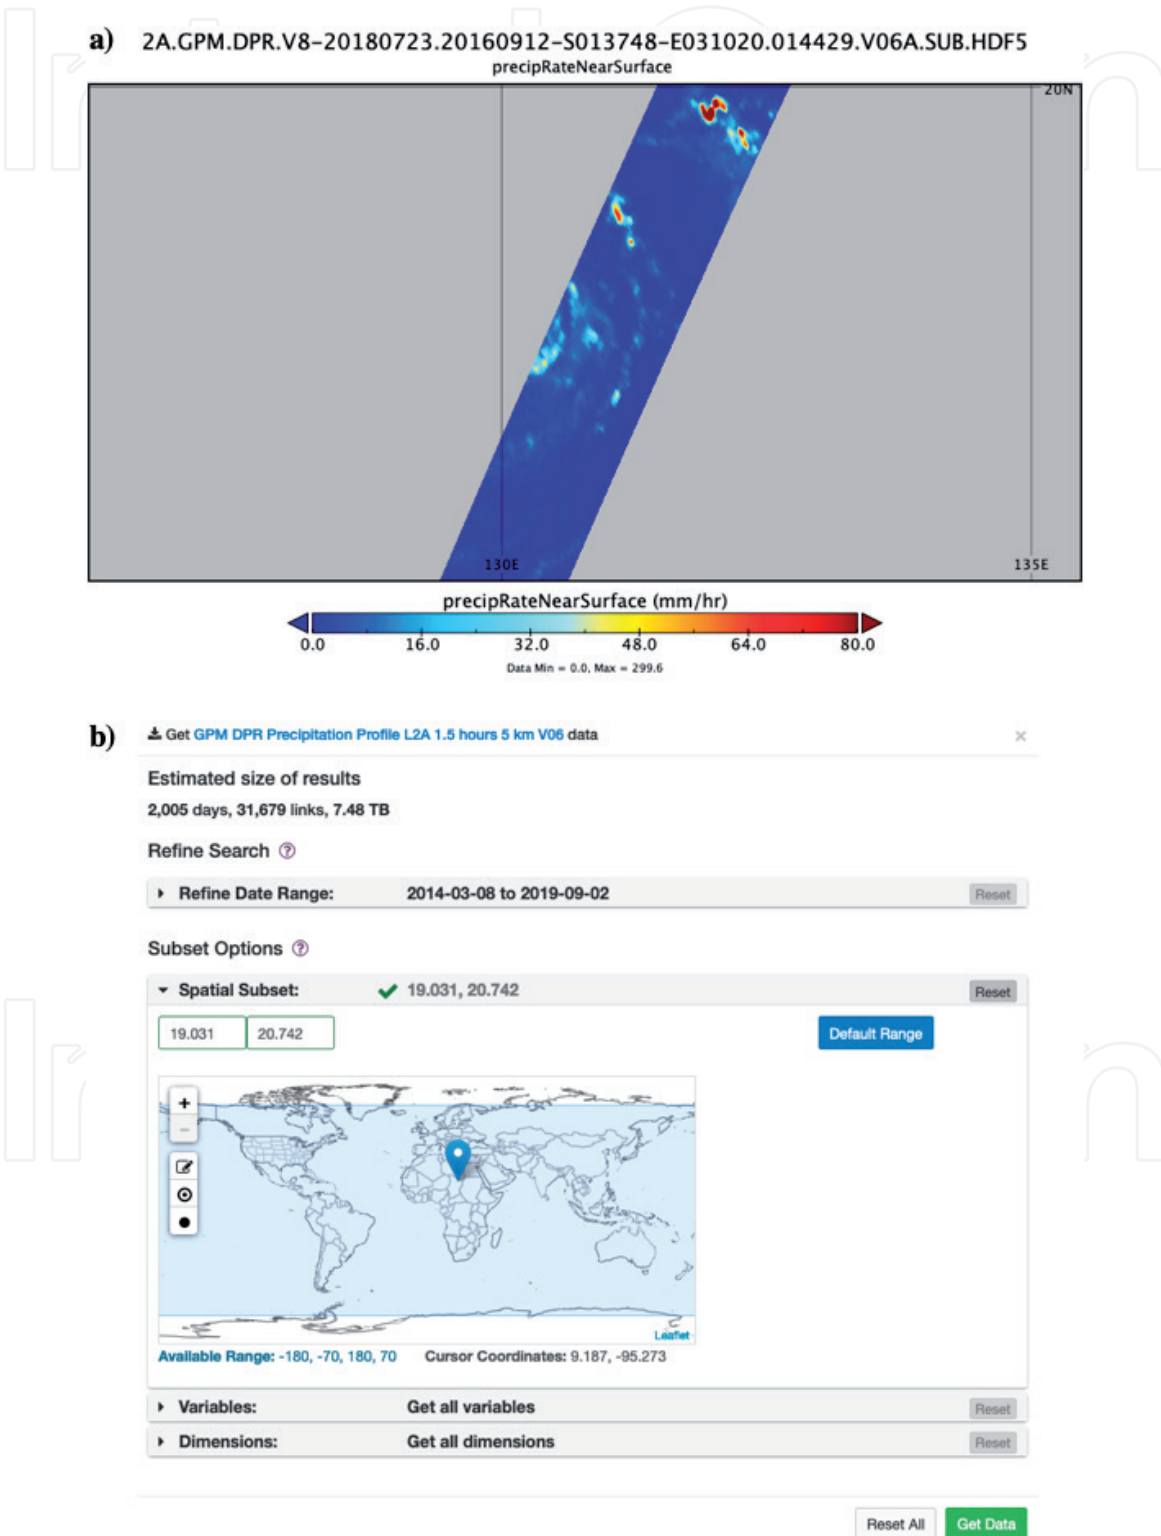 a) 2A.GPM.DPR.V8-20180723.20160912-S013748-E031020.014429.V06A.SUB.HDF5
precipRateNearSurface
20N
130E 135E
precipRateNearSurface (mm/hr)
0.0 16.0 32.0 48.0 64.0 80.0
Data Min = 0.0, Max = 299.6
b) Get GPM DPR Precipitation Profile L2A 1.5 hours 5 km V06 data ×
Estimated size of results
2,005 days, 31,679 links, 7.48 TB
Refine Search ?
Refine Date Range: 2014-03-08 to 2019-09-02 Reset
Subset Options ?
Spatial Subset: 19.031, 20.742 Reset
19.031 20.742 Default Range
+
−
Leaflet
Available Range: -180, -70, 180, 70 Cursor Coordinates: 9.187, -95.273
Variables: Get all variables Reset
Dimensions: Get all dimensions Reset
Reset All Get Data